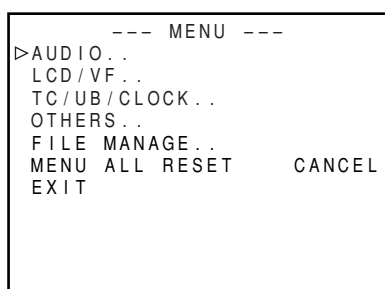 --- MENU ---
▷AUDIO..
LCD/VF..
TC/UB/CLOCK..
OTHERS..
FILE MANAGE..
MENU ALL RESET CANCEL
EXIT